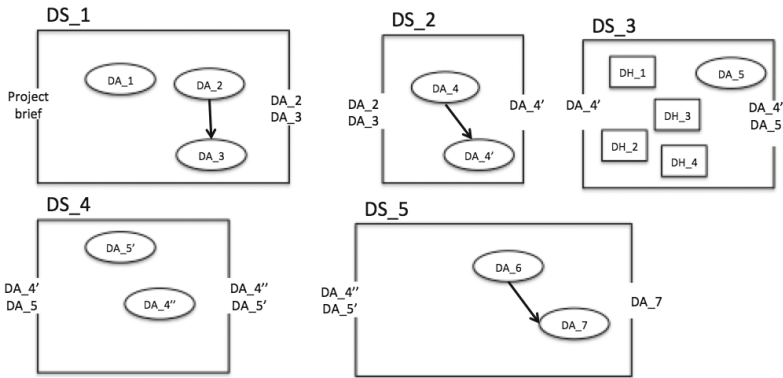 DS_1
DA_1
DA_2
DA_3
Project
brief
DA_2
DA_3
DS_2
DA_2
DA_3
DA_4
DA_4’
DA_4’
DS_3
DA_4’
DH_1
DA_5
DH_3
DH_2
DH_4
DA_4’
DA_5
DS_4
DA_4’
DA_5
DA_5’
DA_4’’
DA_4’’
DA_5’
DS_5
DA_4’’
DA_5’
DA_6
DA_7
DA_7